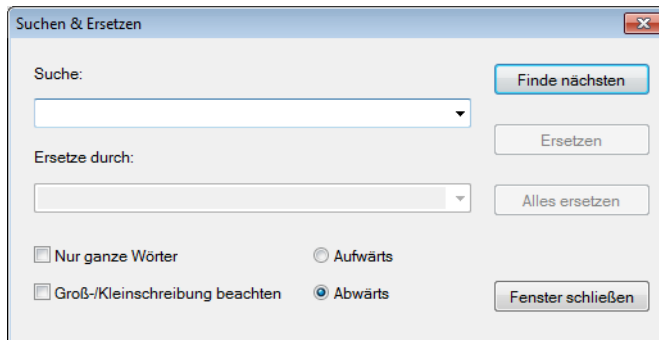 Suchen & Ersetzen
Suche:
Finde nächsten
Ersetzen
Ersetze durch:
Alles ersetzen
Nur ganze Wörter
Aufwärts
Groß-/Kleinschreibung beachten
Abwärts
Fenster schließen